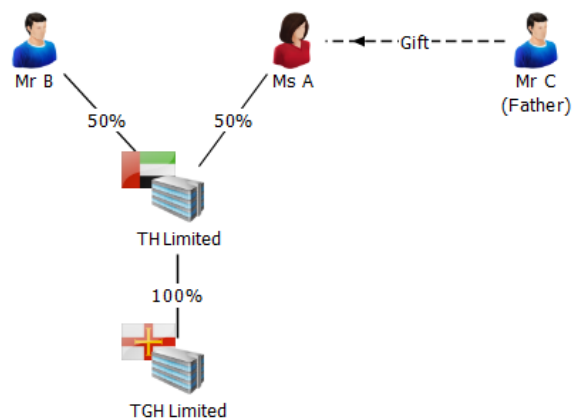 Mr B
Ms A
Gift
Mr C
(Father)
50%
50%
TH Limited
100%
TGH Limited